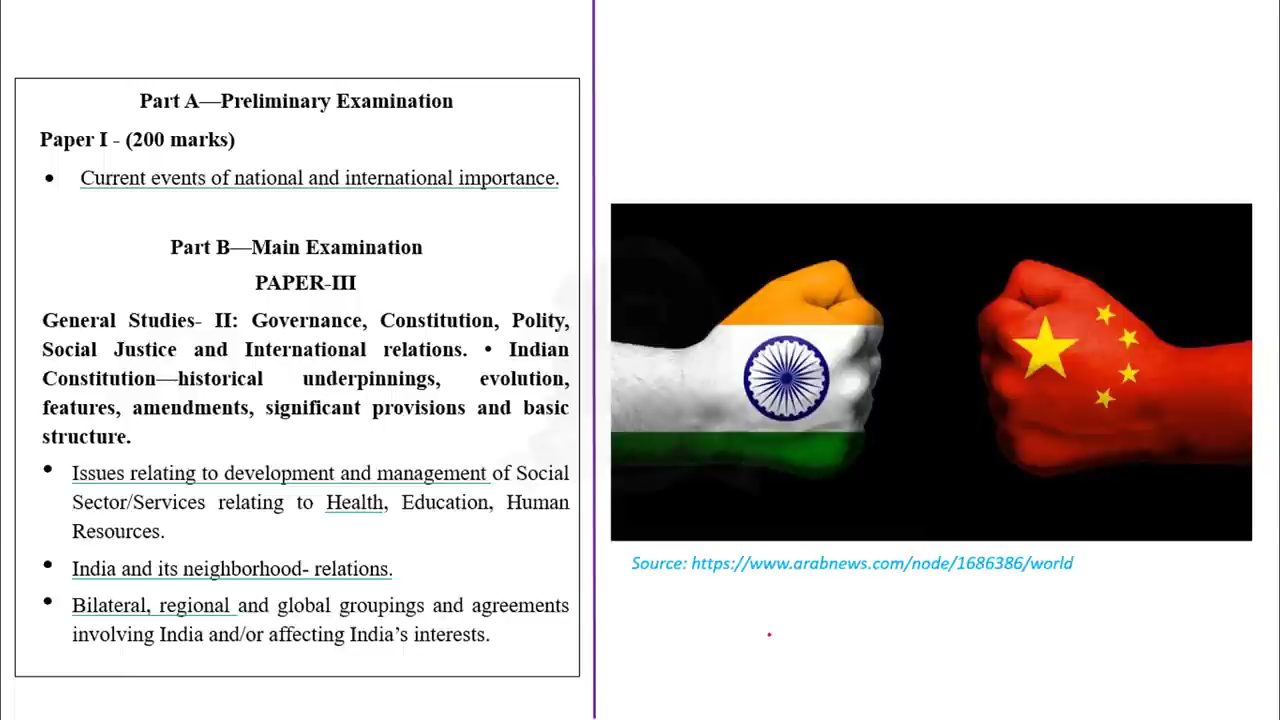 Part A—Preliminary Examination
Paper I - (200 marks)
• Current events of national and international importance.
Part B—Main Examination
PAPER-III
General Studies- II: Governance, Constitution, Polity,
Social Justice and International relations. • Indian
Constitution—historical underpinnings, evolution,
features, amendments, significant provisions and basic
structure.
• Issues relating to development and management of Social
Sector/Services relating to Health, Education, Human
Resources.
• India and its neighborhood- relations.
• Bilateral, regional and global groupings and agreements
involving India and/or affecting India’s interests.
Source: https://www.arabnews.com/node/1686386/world